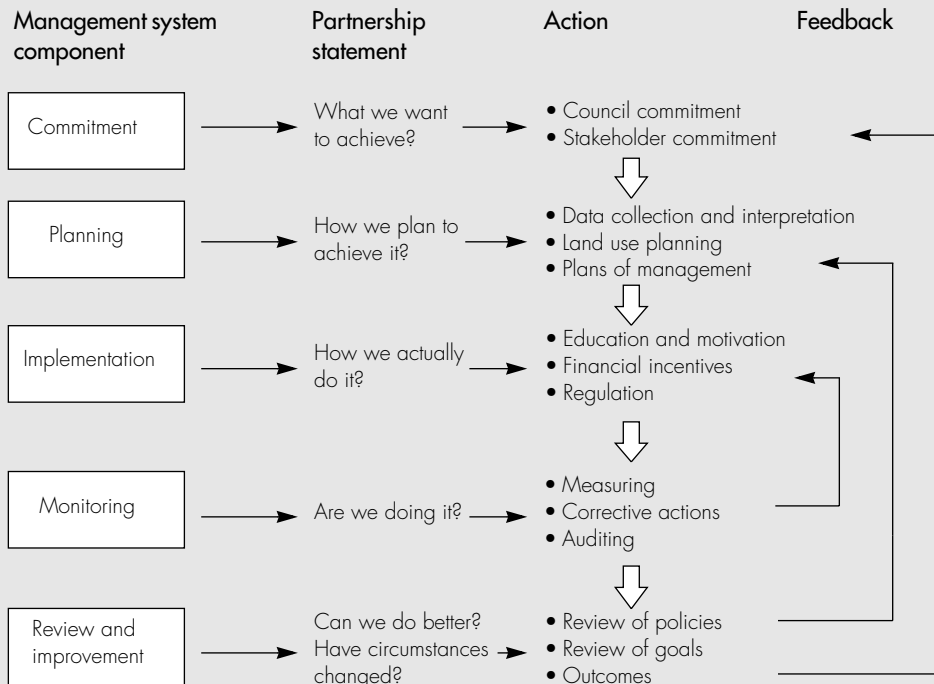 Management system
component
Partnership
statement
Action
Feedback
Commitment
What we want
to achieve?
• Council commitment
• Stakeholder commitment
Planning
How we plan to
achieve it?
• Data collection and interpretation
• Land use planning
• Plans of management
Implementation
How we actually
do it?
• Education and motivation
• Financial incentives
• Regulation
Monitoring
Are we doing it?
• Measuring
• Corrective actions
• Auditing
Review and
improvement
Can we do better?
Have circumstances
changed?
• Review of policies
• Review of goals
• Outcomes